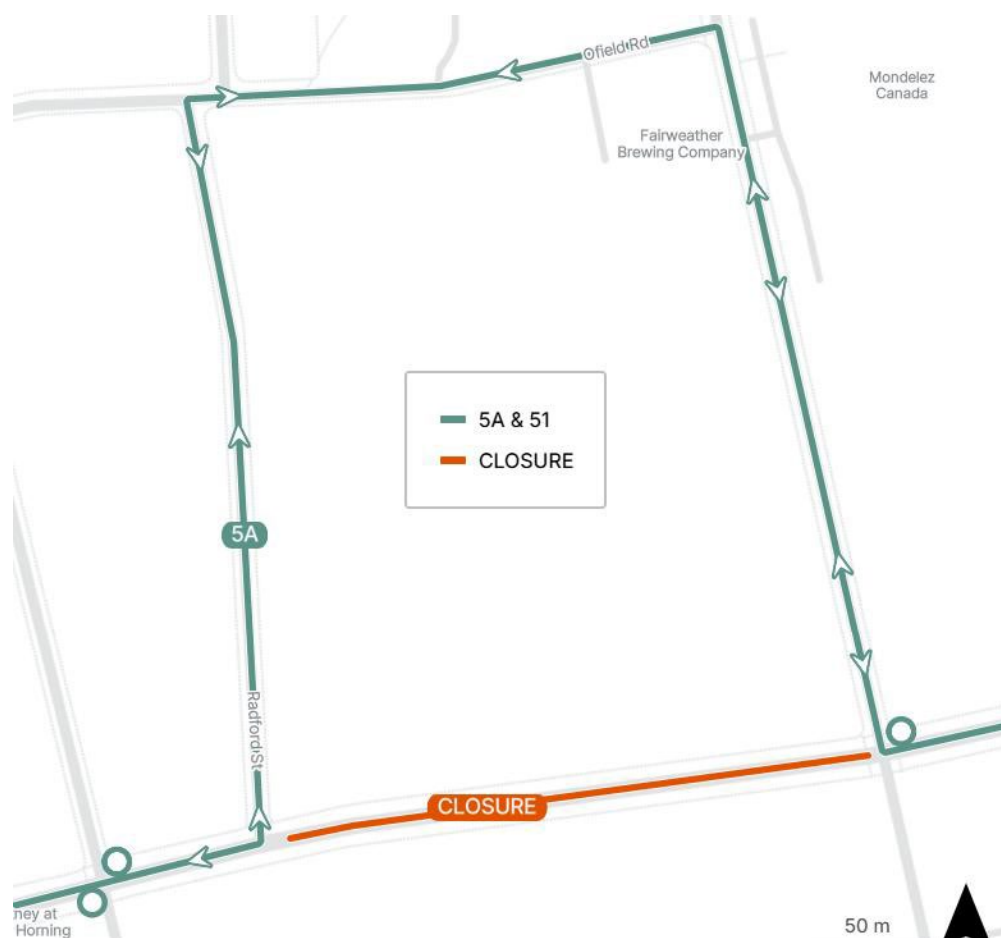 Ofield Rd
Mondelez
Canada
Fairweather
Brewing Company
5A & 51
CLOSURE
5A
Radford St
CLOSURE
ney at
Horning
50 m